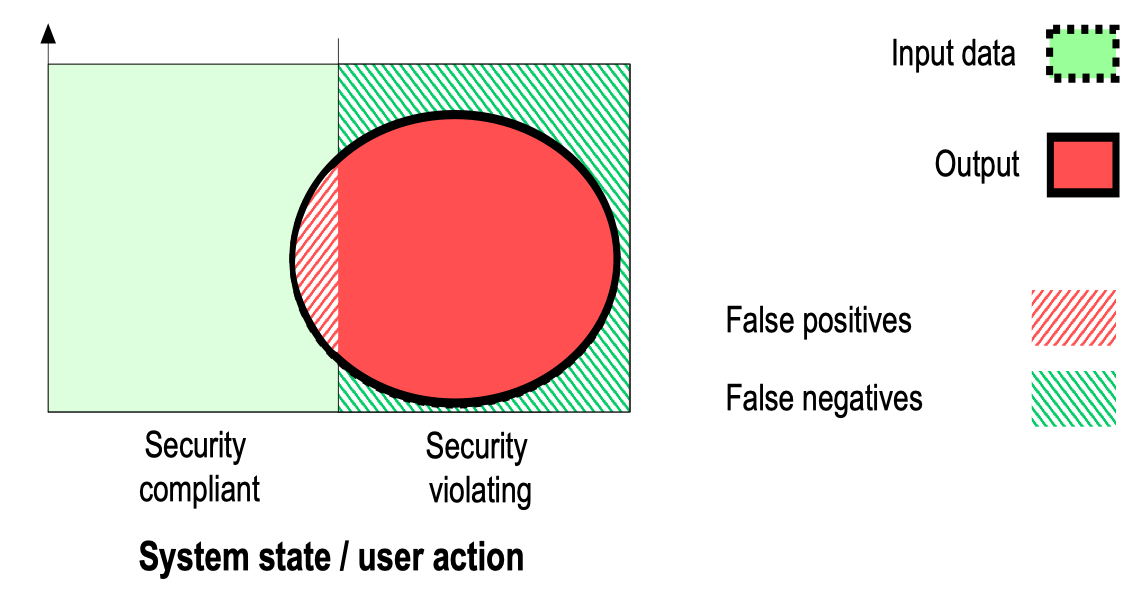 Input data
Output
False positives
False negatives
Security
compliant
Security
violating
System state / user action